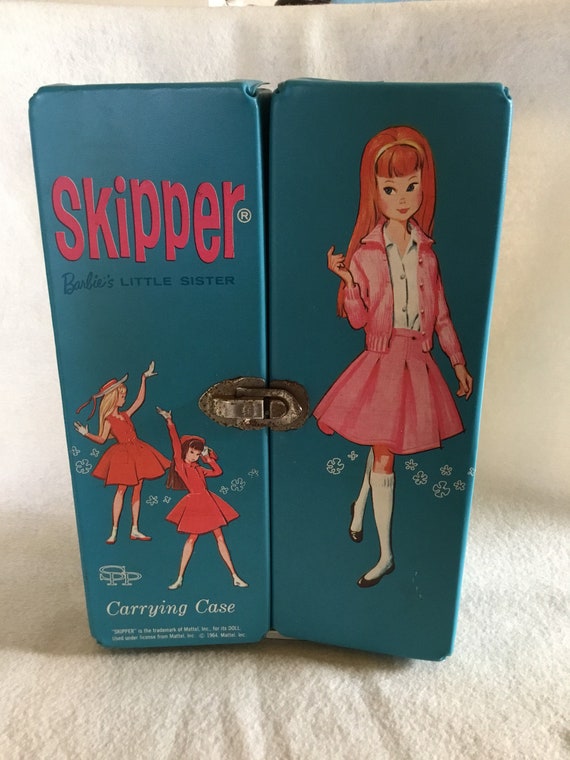 Skipper®
Barbie's LITTLE SISTER
SPP
Carrying Case
"SKIPPER" is the trademark of Mattel, Inc. for its DOLL.
Used under license from Mattel, Inc. © 1964, Mattel, Inc.